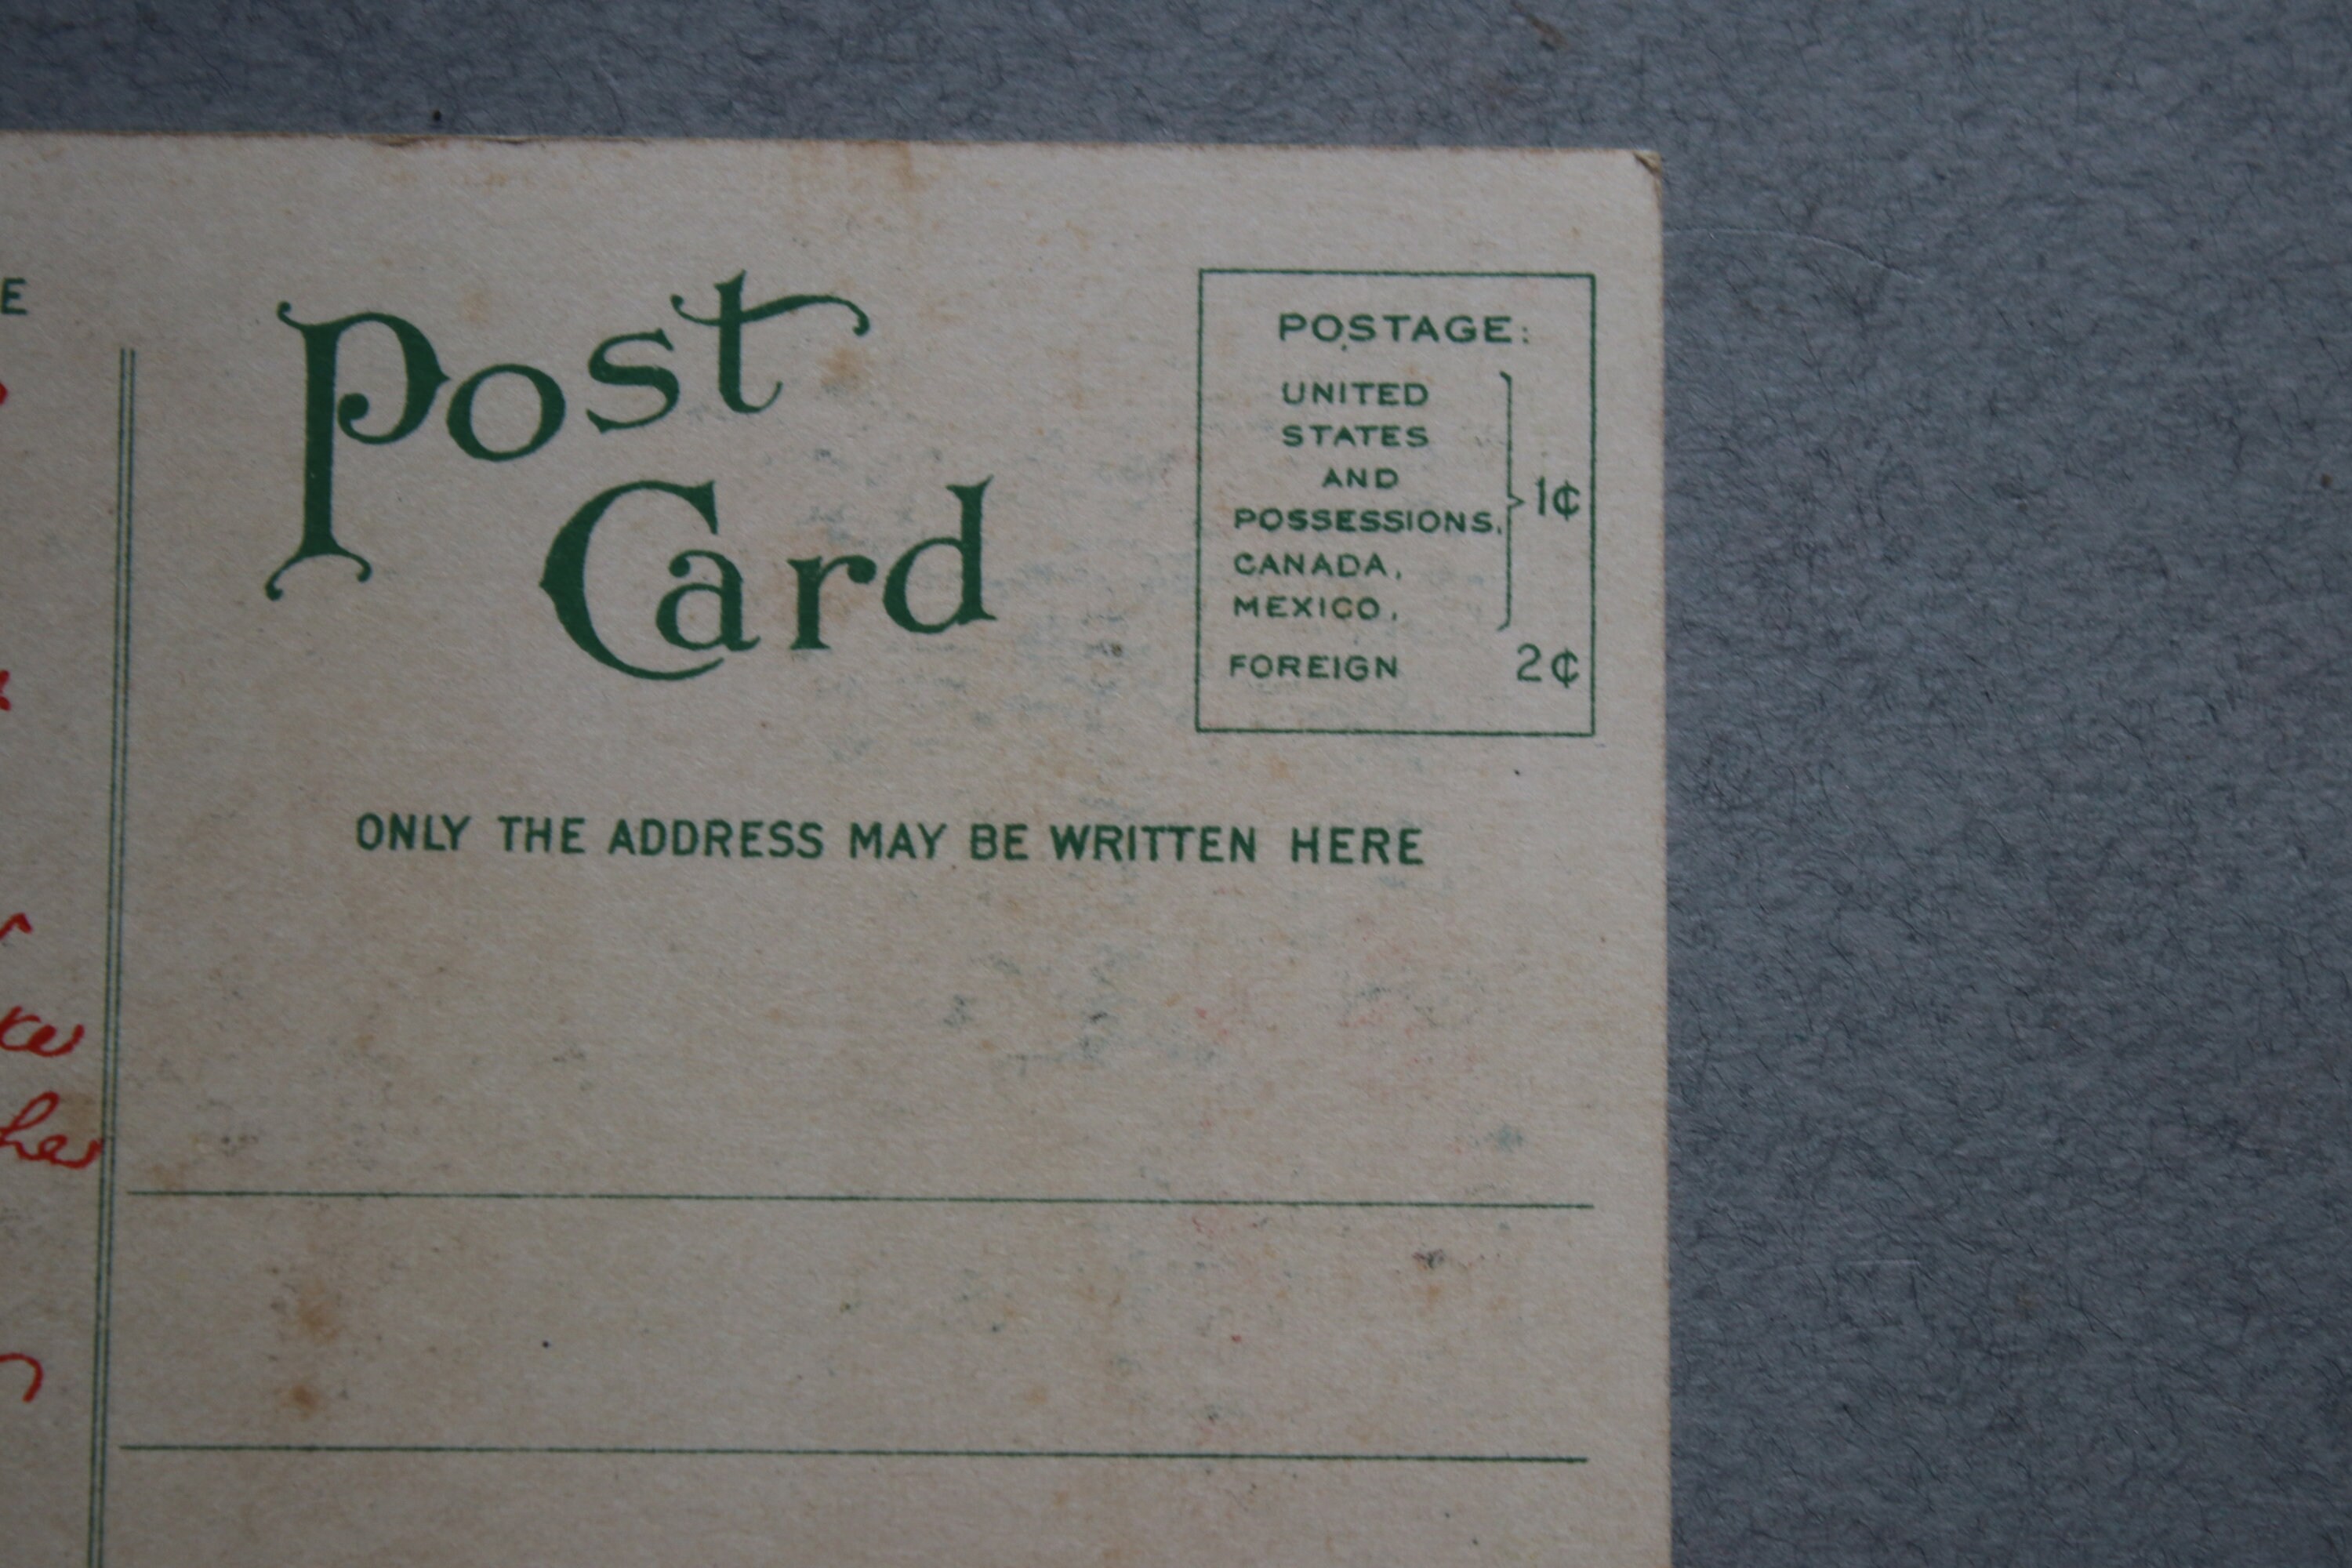 E
Post
Card
POSTAGE:
UNITED
STATES
AND
POSSESSIONS,
CANADA,
MEXICO,
1¢
FOREIGN 2¢
ONLY THE ADDRESS MAY BE WRITTEN HERE
her